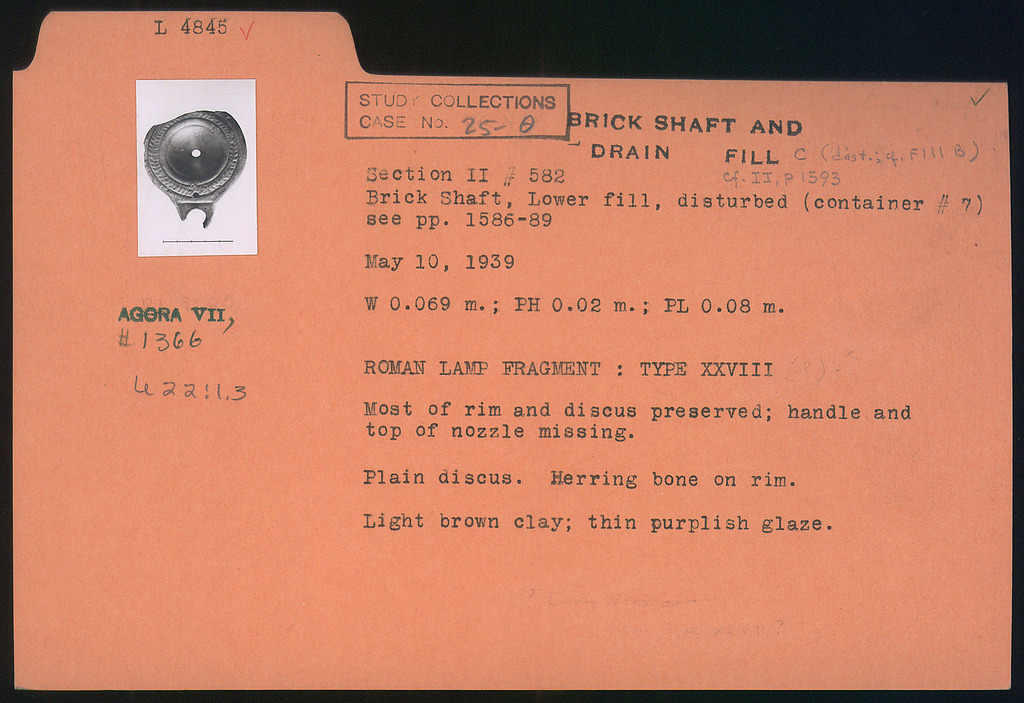 L 4845 ✓
STUDY COLLECTIONS
CASE No. 25-θ
BRICK SHAFT AND
DRAIN FILL C (dist.; cf. Fill B)
cf. II, p 1593
Section II # 582
Brick Shaft, Lower fill, disturbed (container # 7)
see pp. 1586-89
May 10, 1939
W 0.069 m.; PH 0.02 m.; PL 0.08 m.
AGORA VII,
# 1366
22:1.3
ROMAN LAMP FRAGMENT : TYPE XXVIII
Most of rim and discus preserved; handle and
top of nozzle missing.
Plain discus. Herring bone on rim.
Light brown clay; thin purplish glaze.